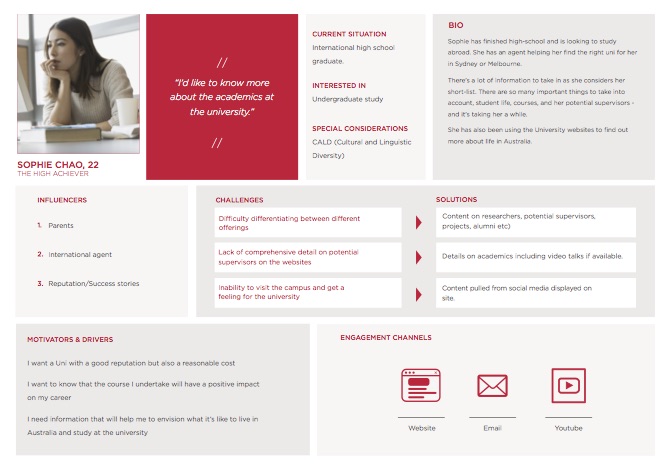 SOPHIE CHAO, 22
THE HIGH ACHIEVER
//
"I'd like to know more
about the academics at
the university."
//
CURRENT SITUATION
International high school
graduate.
INTERESTED IN
Undergraduate study
SPECIAL CONSIDERATIONS
CALD (Cultural and Linguistic
Diversity)
BIO
Sophie has finished high-school and is looking to study
abroad. She has an agent helping her find the right uni for her
in Sydney or Melbourne.
There's a lot of information to take in as she considers her
short-list. There are so many important things to take into
account, student life, courses, and her potential supervisors -
and it's taking her a while.
She has also been using the University websites to find out
more about life in Australia.
INFLUENCERS
1. Parents
2. International agent
3. Reputation/Success stories
CHALLENGES
Difficulty differentiating between different
offerings
Lack of comprehensive detail on potential
supervisors on the websites
Inability to visit the campus and get a
feeling for the university
SOLUTIONS
Content on researchers, potential supervisors,
projects, alumni etc)
Details on academics including video talks if available.
Content pulled from social media displayed on
site.
MOTIVATORS & DRIVERS
I want a Uni with a good reputation but also a reasonable cost
I want to know that the course I undertake will have a positive impact
on my career
I need information that will help me to envision what it's like to live in
Australia and study at the university
ENGAGEMENT CHANNELS
Website
Email
Youtube